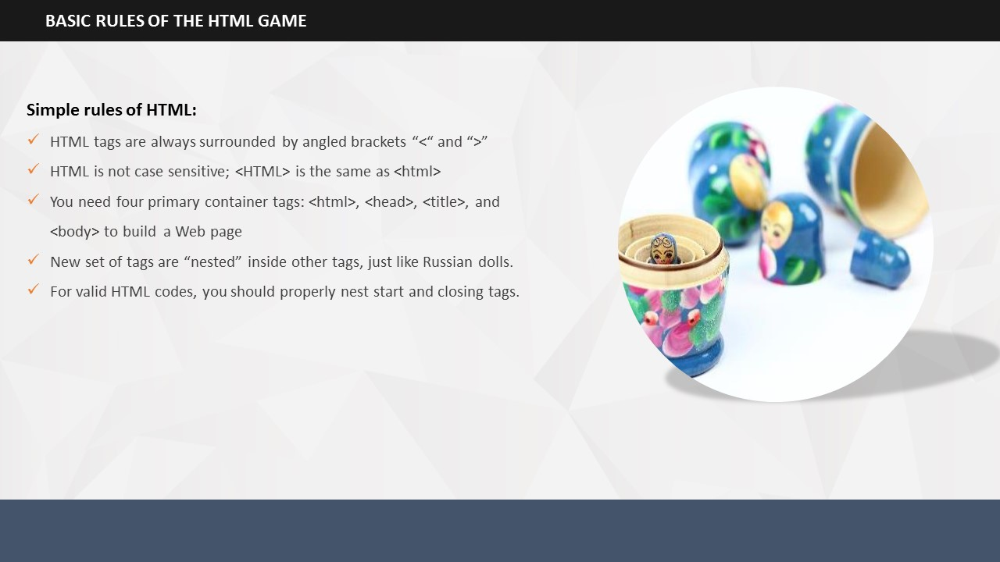 BASIC RULES OF THE HTML GAME
Simple rules of HTML:
✓ HTML tags are always surrounded by angled brackets “<“ and “>”
✓ HTML is not case sensitive; <HTML> is the same as <html>
✓ You need four primary container tags: <html>, <head>, <title>, and
<body> to build a Web page
✓ New set of tags are “nested” inside other tags, just like Russian dolls.
✓ For valid HTML codes, you should properly nest start and closing tags.